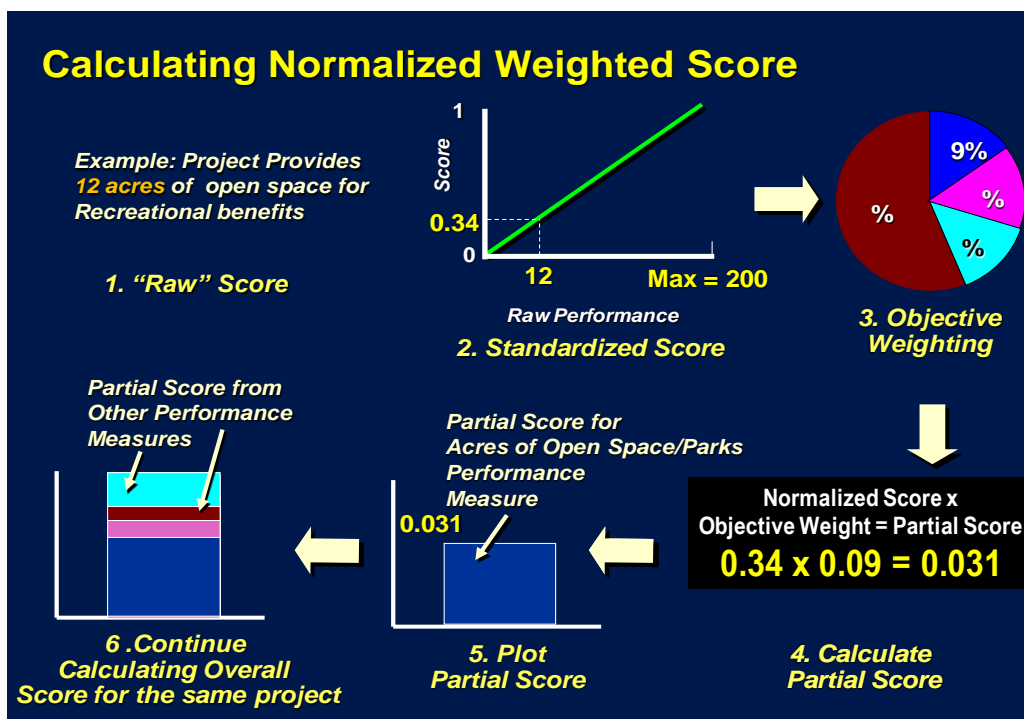 Calculating Normalized Weighted Score
Example: Project Provides
12 acres of open space for
Recreational benefits
1. “Raw” Score
1
Score
0.34
0
12
Max = 200
Raw Performance
2. Standardized Score
9%
%
%
%
3. Objective
Weighting
Normalized Score x
Objective Weight = Partial Score
0.34 x 0.09 = 0.031
4. Calculate
Partial Score
Partial Score for
Acres of Open Space/Parks
Performance
Measure
0.031
5. Plot
Partial Score
Partial Score from
Other Performance
Measures
6 .Continue
Calculating Overall
Score for the same project